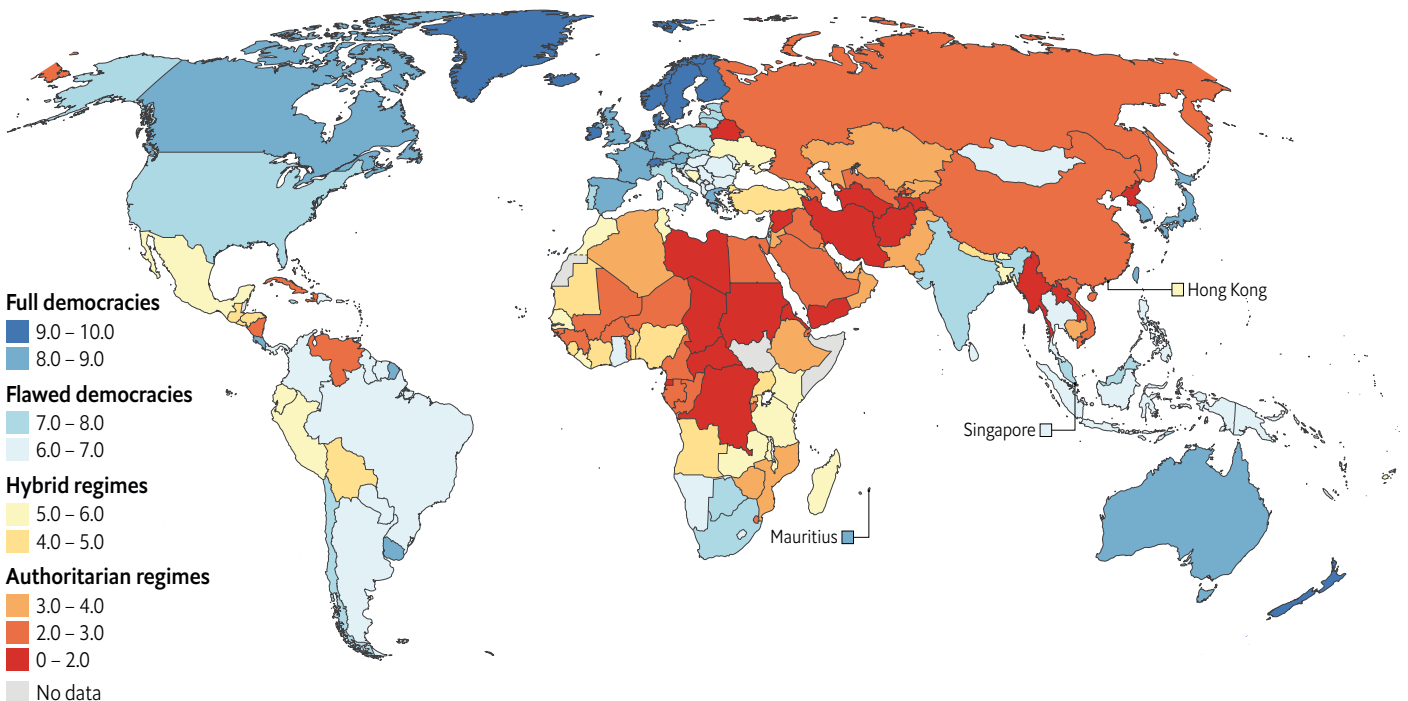 Full democracies
9.0 – 10.0
8.0 – 9.0
Flawed democracies
7.0 – 8.0
6.0 – 7.0
Hybrid regimes
5.0 – 6.0
4.0 – 5.0
Authoritarian regimes
3.0 – 4.0
2.0 – 3.0
0 – 2.0
No data
Hong Kong
Singapore
Mauritius